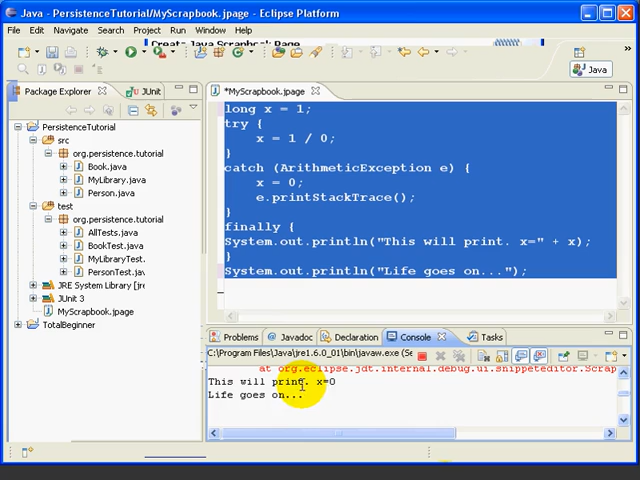 Java - PersistenceTutorial/MyScrapbook.jpage - Eclipse Platform
File Edit Navigate Search Project Run Window Help
Create Java Scrapbook Page
Java
Package Explorer JUnit
*MyScrapbook.jpage
PersistenceTutorial
src
org.persistence.tutorial
Book.java
MyLibrary.java
Person.java
test
org.persistence.tutorial
AllTests.java
BookTest.java
MyLibraryTest.
PersonTest.jav
JRE System Library [jre
JUnit 3
MyScrapbook.jpage
TotalBeginner
long x = 1;
try {
x = 1 / 0;
}
catch (ArithmeticException e) {
x = 0;
e.printStackTrace();
}
finally {
System.out.println("This will print. x=" + x);
}
System.out.println("Life goes on...");
Problems Javadoc Declaration Console Tasks
C:\Program Files\Java\jre1.6.0_01\bin\javaw.exe (Se
at org.eclipse.jdt.internal.debug.ui.snippeteditor.Scrap
This will print. x=0
Life goes on...